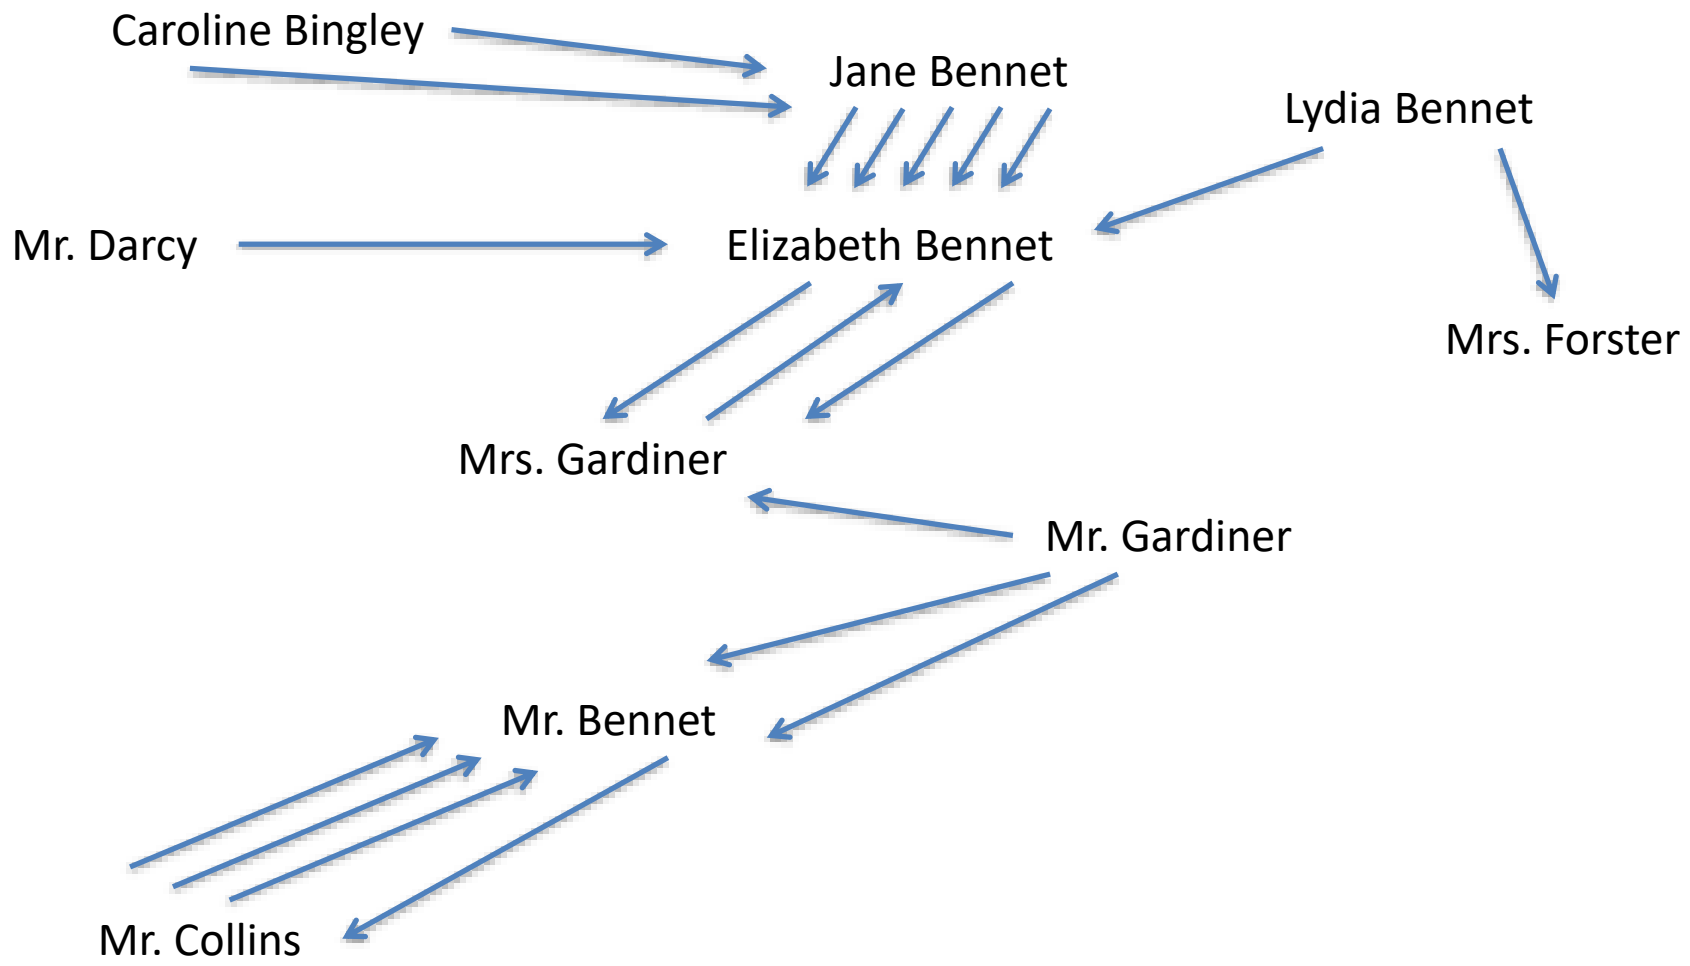 Caroline Bingley
Jane Bennet
Lydia Bennet
Mr. Darcy
Elizabeth Bennet
Mrs. Forster
Mrs. Gardiner
Mr. Gardiner
Mr. Bennet
Mr. Collins